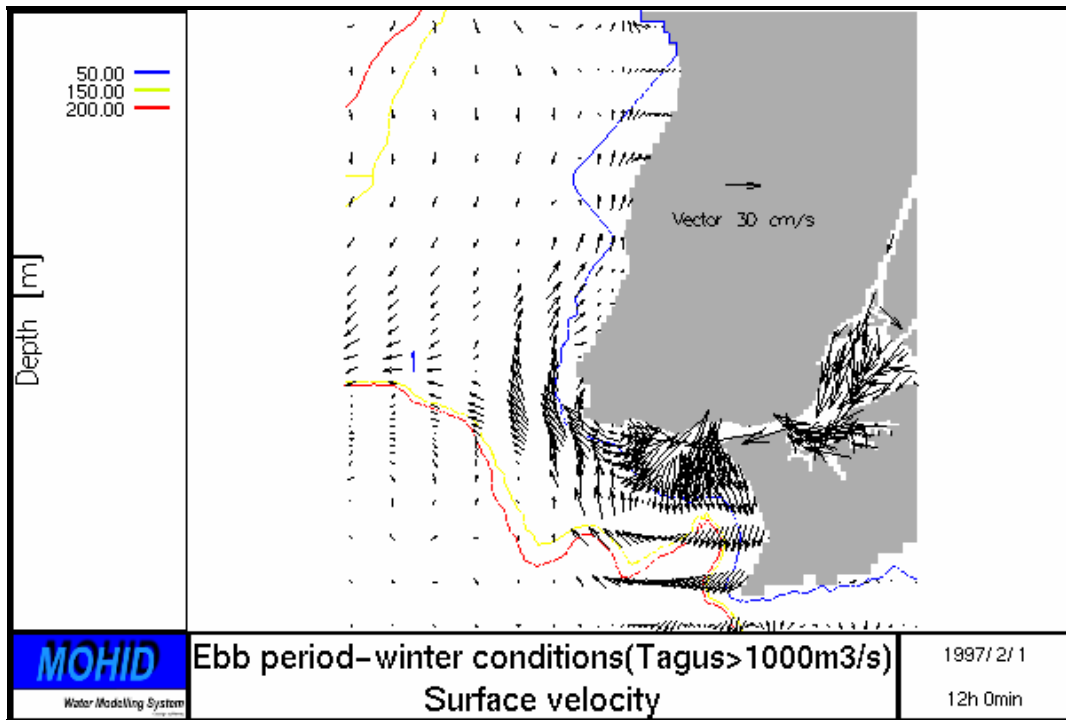 50.00
150.00
200.00
Depth [m]
Vector 30 cm/s
1
MOHID
Water Modelling System
Ebb period-winter conditions(Tagus>1000m3/s)
Surface velocity
1997/2/1
12h 0min